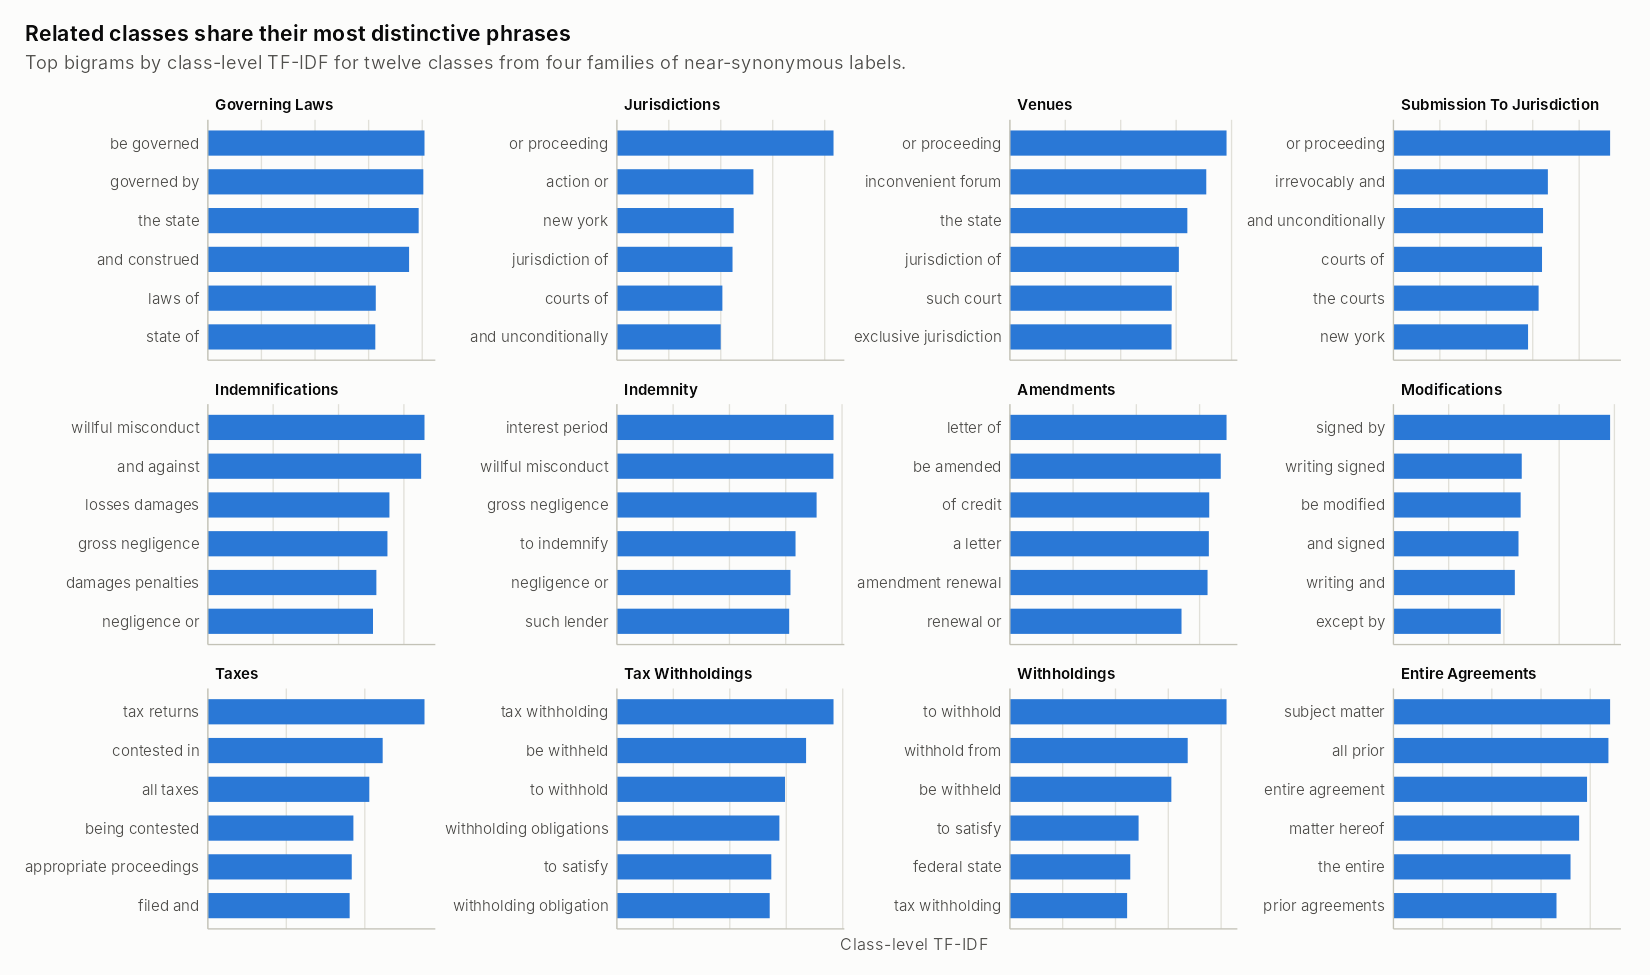 Related classes share their most distinctive phrases
Top bigrams by class-level TF-IDF for twelve classes from four families of near-synonymous labels.
Governing Laws
be governed
governed by
the state
and construed
laws of
state of
Jurisdictions
or proceeding
action or
new york
jurisdiction of
courts of
and unconditionally
Venues
or proceeding
inconvenient forum
the state
jurisdiction of
such court
exclusive jurisdiction
Submission To Jurisdiction
or proceeding
irrevocably and
and unconditionally
courts of
the courts
new york
Indemnifications
willful misconduct
and against
losses damages
gross negligence
damages penalties
negligence or
Indemnity
interest period
willful misconduct
gross negligence
to indemnify
negligence or
such lender
Amendments
letter of
be amended
of credit
a letter
amendment renewal
renewal or
Modifications
signed by
writing signed
be modified
and signed
writing and
except by
Taxes
tax returns
contested in
all taxes
being contested
appropriate proceedings
filed and
Tax Withholdings
tax withholding
be withheld
to withhold
withholding obligations
to satisfy
withholding obligation
Withholdings
to withhold
withhold from
be withheld
to satisfy
federal state
tax withholding
Entire Agreements
subject matter
all prior
entire agreement
matter hereof
the entire
prior agreements
Class-level TF-IDF